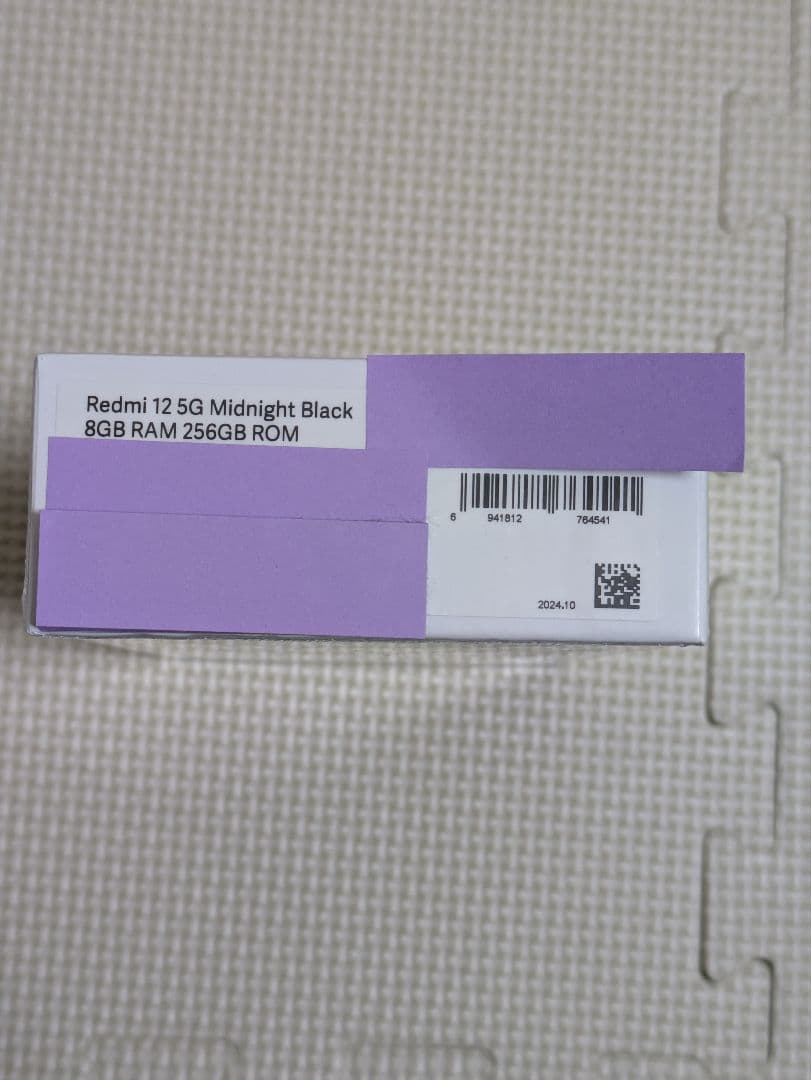 Redmi 12 5G Midnight Black
8GB RAM 256GB ROM
6 941812 764541
2024.10